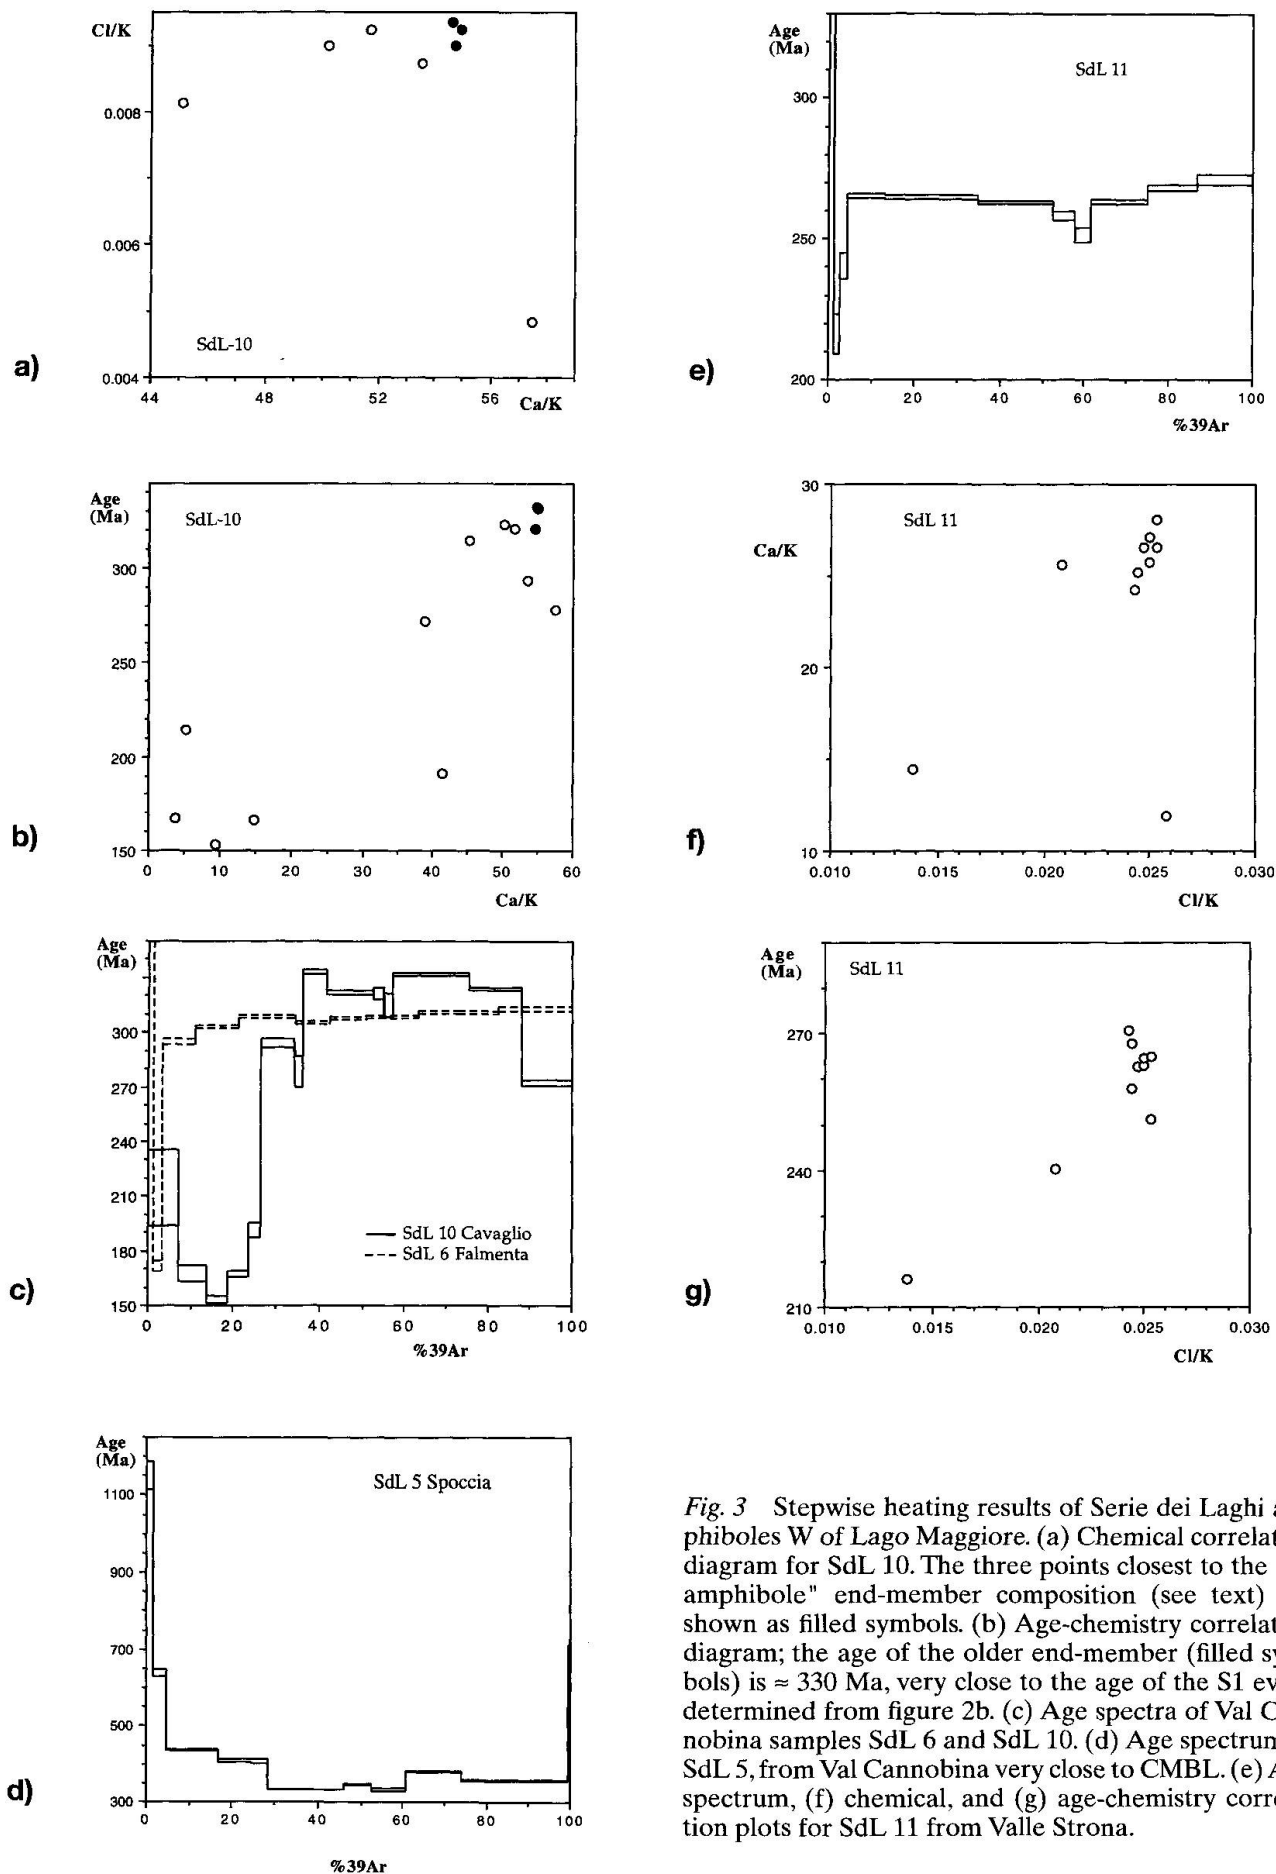 Cl/K
0.008
0.006
0.004
SdL-10
44 48 52 56
Ca/K
a)
Age
(Ma)
SdL-10
300
250
200
150
0 10 20 30 40 50 60
Ca/K
b)
Age
(Ma)
300
270
240
210
180
150
SdL 10 Cavaglio
SdL 6 Falmenta
0 20 40 60 80 100
%39Ar
c)
Age
(Ma)
SdL 5 Spoccia
1100
900
700
500
300
0 20 40 60 80 100
%39Ar
d)
Age
(Ma)
SdL 11
300
250
200
0 20 40 60 80 100
%39Ar
e)
30
SdL 11
Ca/K
20
10
0.010 0.015 0.020 0.025 0.030
Cl/K
f)
Age
(Ma)
SdL 11
270
240
210
0.010 0.015 0.020 0.025 0.030
Cl/K
g)
Fig. 3 Stepwise heating results of Serie dei Laghi a
phiboles W of Lago Maggiore. (a) Chemical correlat
diagram for SdL 10. The three points closest to the
amphibole" end-member composition (see text)
shown as filled symbols. (b) Age-chemistry correlat
diagram; the age of the older end-member (filled sy
bols) is ≈ 330 Ma, very close to the age of the S1 ev
determined from figure 2b. (c) Age spectra of Val C
nobina samples SdL 6 and SdL 10. (d) Age spectrum
SdL 5, from Val Cannobina very close to CMBL. (e) A
spectrum, (f) chemical, and (g) age-chemistry corre
tion plots for SdL 11 from Valle Strona.